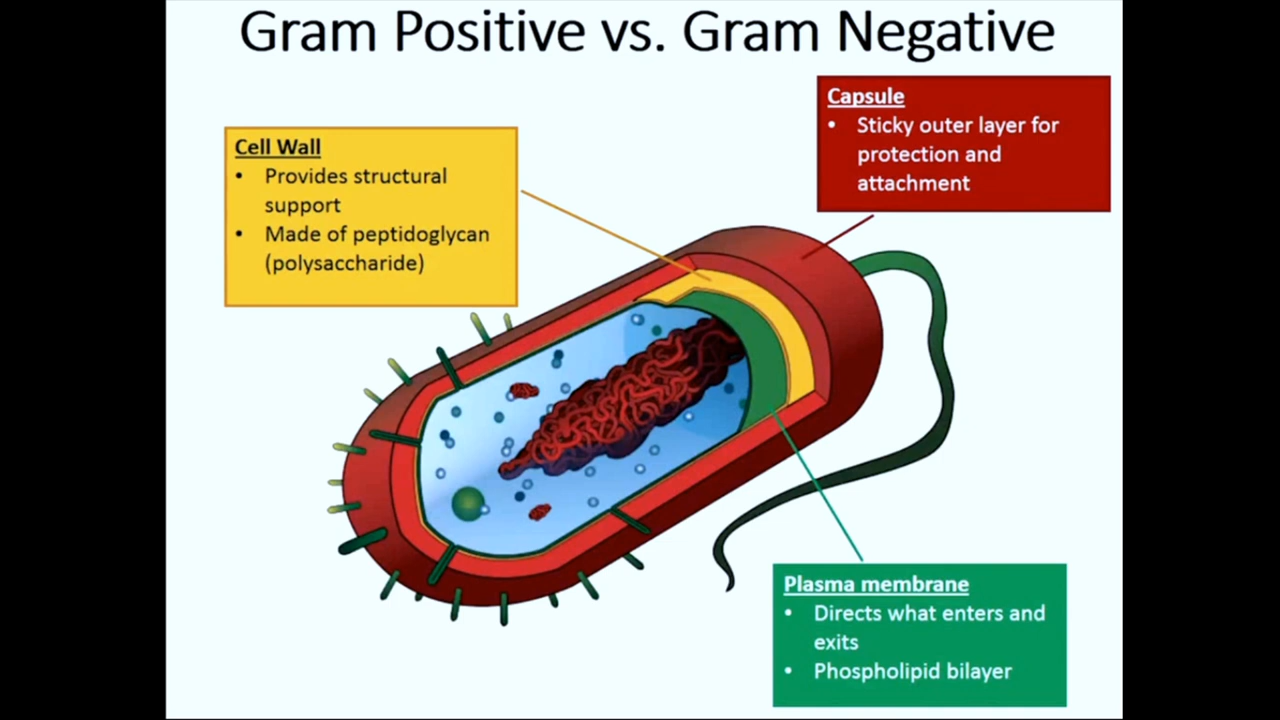 Gram Positive vs. Gram Negative
Capsule
• Sticky outer layer for
protection and
attachment
Cell Wall
• Provides structural
support
• Made of peptidoglycan
(polysaccharide)
Plasma membrane
• Directs what enters and
exits
• Phospholipid bilayer